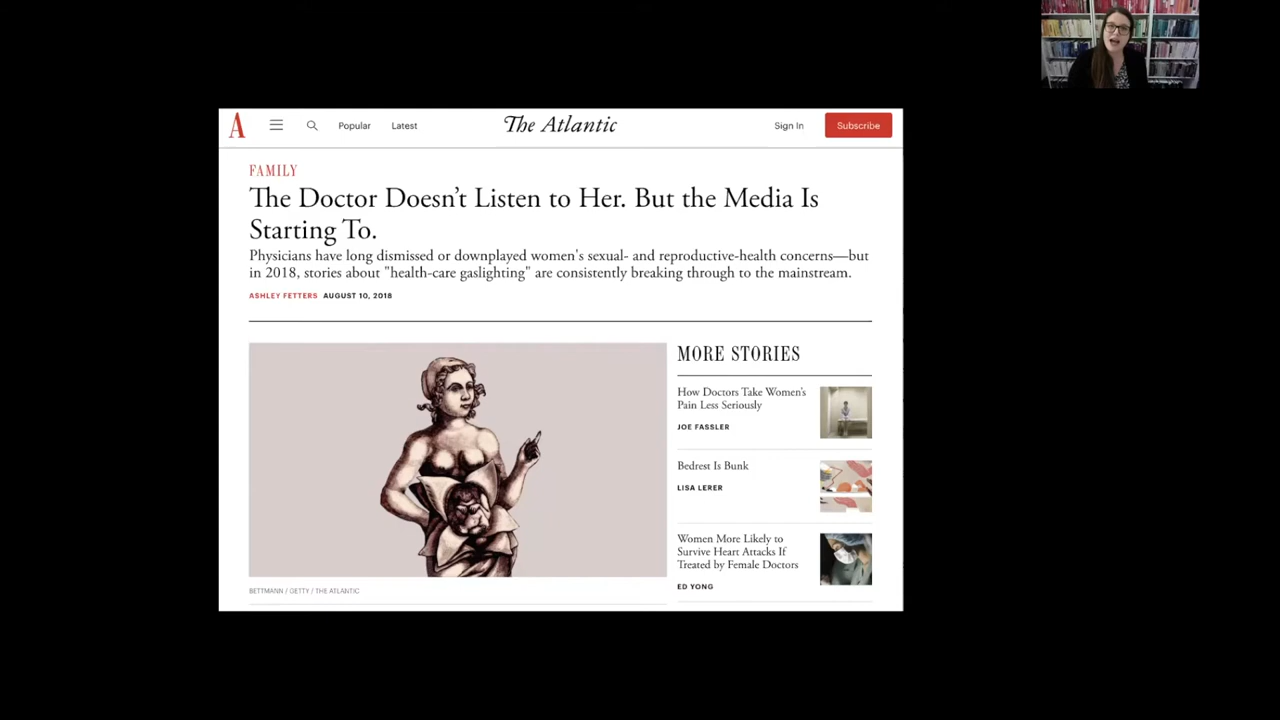 A
Popular
Latest
The Atlantic
Sign In
Subscribe
FAMILY
The Doctor Doesn't Listen to Her. But the Media Is
Starting To.
Physicians have long dismissed or downplayed women's sexual- and reproductive-health concerns—but
in 2018, stories about "health-care gaslighting" are consistently breaking through to the mainstream.
ASHLEY FETTERS AUGUST 10, 2018
BETTMANN / GETTY / THE ATLANTIC
MORE STORIES
How Doctors Take Women's
Pain Less Seriously
JOE FASSLER
Bedrest Is Bunk
LISA LERER
Women More Likely to
Survive Heart Attacks If
Treated by Female Doctors
ED YONG